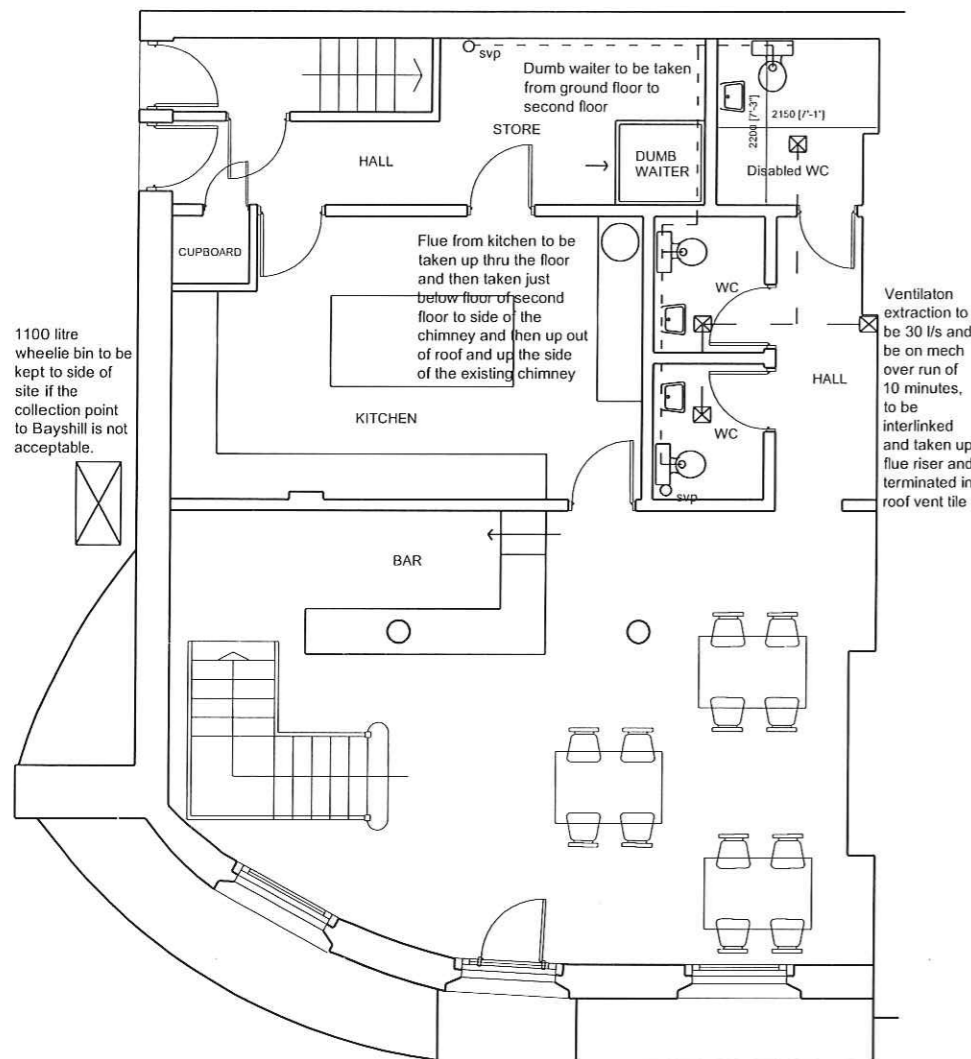 svp
Dumb waiter to be taken
from ground floor to
second floor
2200 [7'-3"]
2150 [7'-1"]
STORE
HALL
DUMB
WAITER
Disabled WC
CUPBOARD
Flue from kitchen to be
taken up thru the floor
and then taken just
below floor of second
floor to side of the
chimney and then up out
of roof and up the side
of the existing chimney
WC
Ventilaton
extraction to
be 30 l/s and
be on mech
over run of
10 minutes,
to be
interlinked
and taken up
flue riser and
terminated in
roof vent tile
1100 litre
wheelie bin to be
kept to side of
site if the
collection point
to Bayshill is not
acceptable.
HALL
KITCHEN
WC
svp
BAR